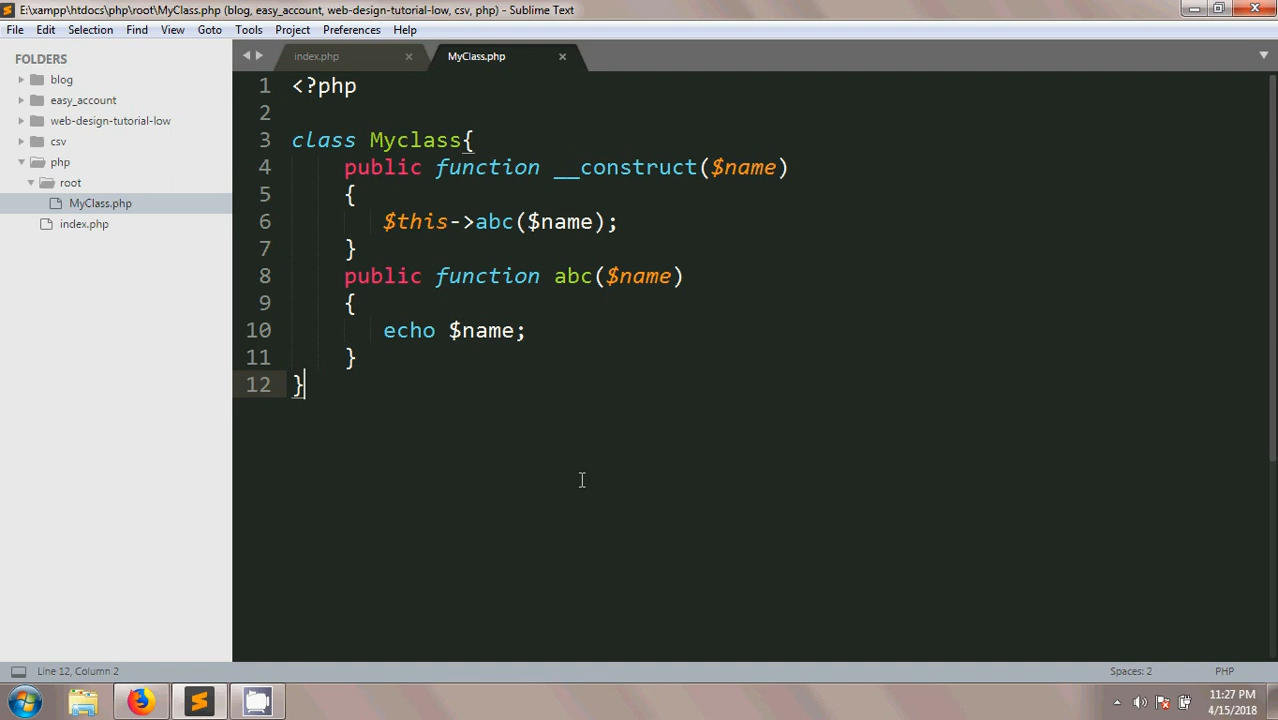 E:\xampp\htdocs\php\root\MyClass.php (blog, easy_account, web-design-tutorial-low, csv, php) - Sublime Text
File Edit Selection Find View Goto Tools Project Preferences Help
FOLDERS
blog
easy_account
web-design-tutorial-low
csv
php
root
MyClass.php
index.php
index.php MyClass.php
1 <?php
2
3 class Myclass{
4 public function __construct($name)
5 {
6 $this->abc($name);
7 }
8 public function abc($name)
9 {
10 echo $name;
11 }
12 }
Line 12, Column 2 Spaces: 2 PHP
11:27 PM
4/15/2018